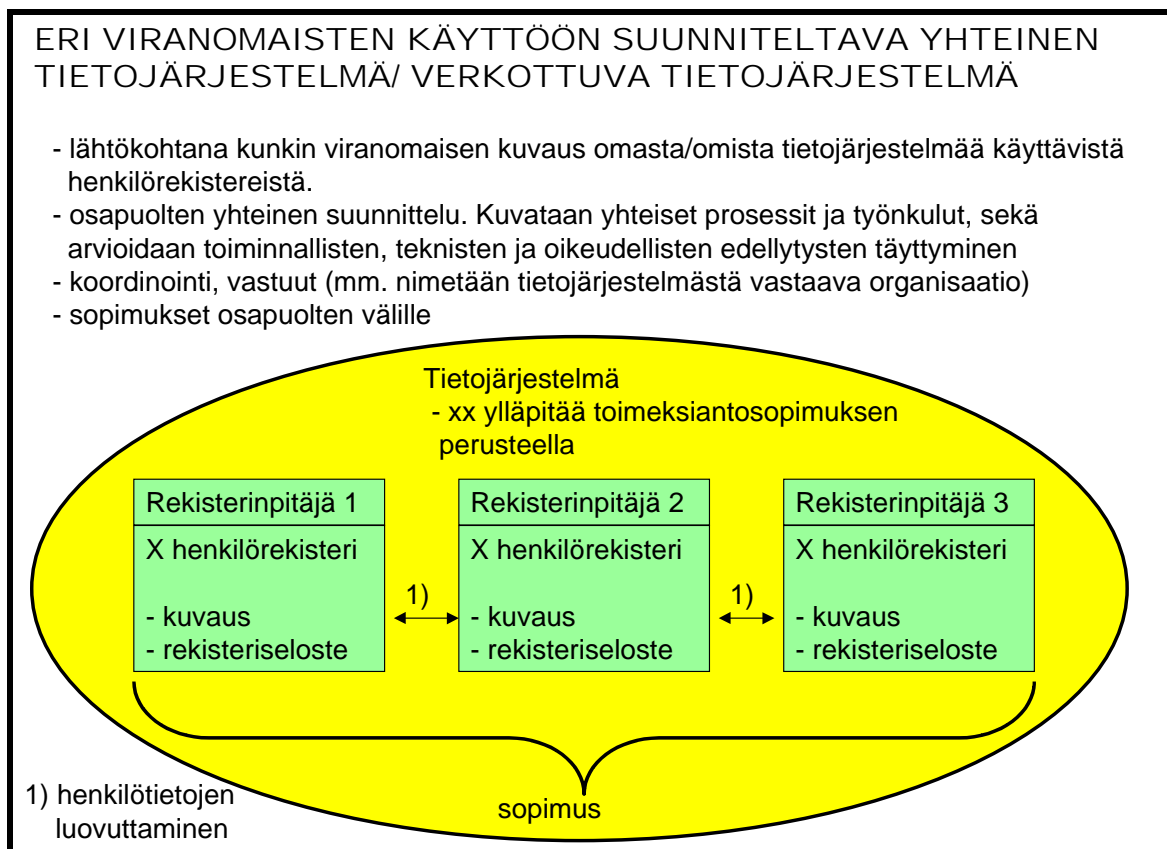 ERI VIRANOMAISTEN KÄYTTÖÖN SUUNNITELTAVA YHTEINEN
TIETOJÄRJESTELMÄ/ VERKOTTUVA TIETOJÄRJESTELMÄ
- lähtökohtana kunkin viranomaisen kuvaus omasta/omista tietojärjestelmää käyttävistä
henkilörekistereistä.
- osapuolten yhteinen suunnittelu. Kuvataan yhteiset prosessit ja työnkulut, sekä
arvioidaan toiminnallisten, teknisten ja oikeudellisten edellytysten täyttyminen
- koordinointi, vastuut (mm. nimetään tietojärjestelmästä vastaava organisaatio)
- sopimukset osapuolten välille
Tietojärjestelmä
- xx ylläpitää toimeksiantosopimuksen
perusteella
Rekisterinpitäjä 1
X henkilörekisteri
- kuvaus
- rekisteriseloste
1)
Rekisterinpitäjä 2
X henkilörekisteri
- kuvaus
- rekisteriseloste
1)
Rekisterinpitäjä 3
X henkilörekisteri
- kuvaus
- rekisteriseloste
sopimus
1) henkilötietojen
luovuttaminen